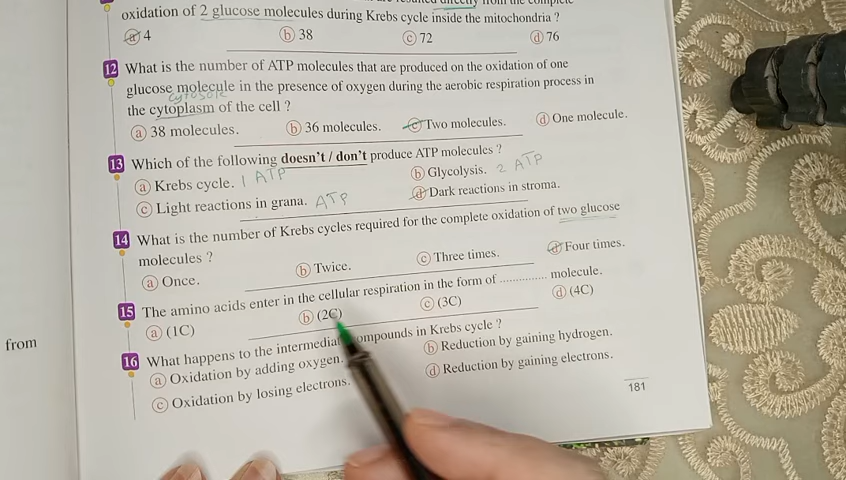 oxidation of 2 glucose molecules during Krebs cycle inside the mitochondria ?
a 4 b 38 c 72 d 76
12 What is the number of ATP molecules that are produced on the oxidation of one
glucose molecule in the presence of oxygen during the aerobic respiration process in
cytosole
the cytoplasm of the cell ?
a 38 molecules. b 36 molecules. c Two molecules. d One molecule.
13 Which of the following doesn't / don't produce ATP molecules ?
a Krebs cycle. 1 ATP b Glycolysis. 2 ATP
c Light reactions in grana. ATP d Dark reactions in stroma.
14 What is the number of Krebs cycles required for the complete oxidation of two glucose
molecules ?
a Once. b Twice. c Three times. d Four times.
15 The amino acids enter in the cellular respiration in the form of .............. molecule.
a (1C) b (2C) c (3C) d (4C)
16 What happens to the intermediate compounds in Krebs cycle ?
a Oxidation by adding oxygen. b Reduction by gaining hydrogen.
c Oxidation by losing electrons. d Reduction by gaining electrons.
181
from